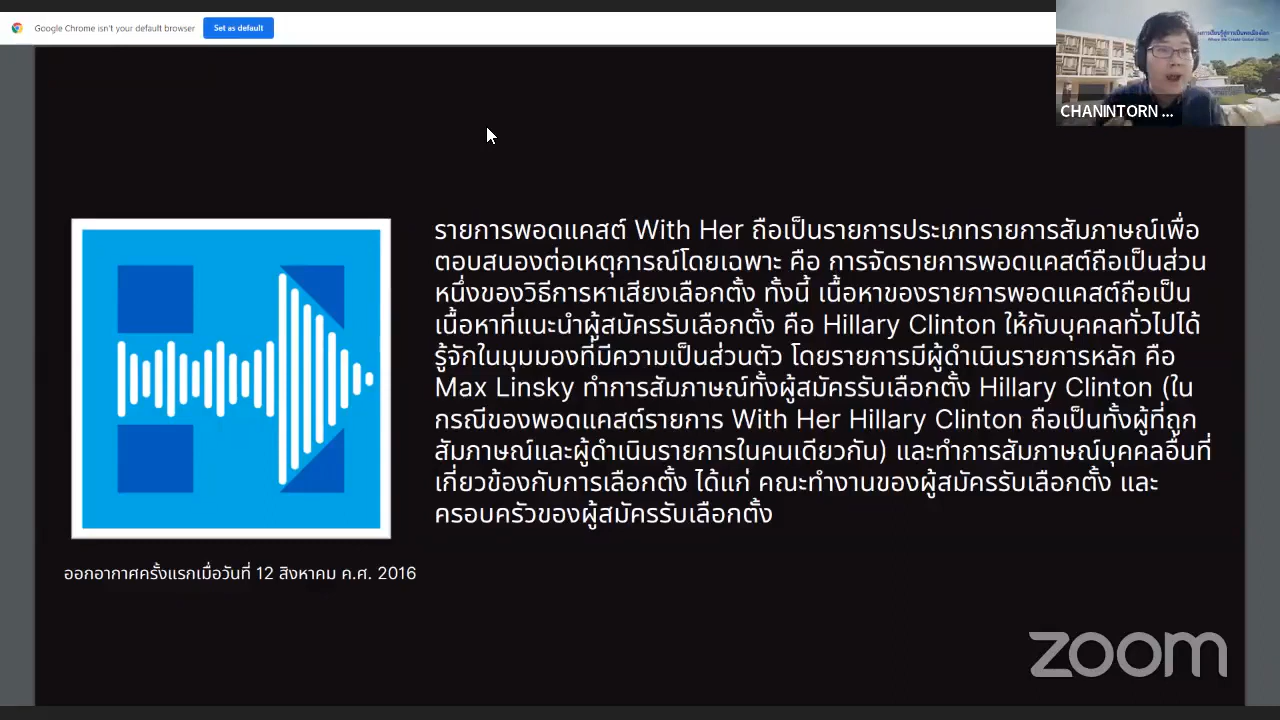 Google Chrome isn't your default browser
Set as default
CHANINTORN ...
รายการพอดแคสต์ With Her ถือเป็นรายการประเภทรายการสัมภาษณ์เพื่อ
ตอบสนองต่อเหตุการณ์โดยเฉพาะ คือ การจัดรายการพอดแคสต์ถือเป็นส่วน
หนึ่งของวิธีการหาเสียงเลือกตั้ง ทั้งนี้ เนื้อหาของรายการพอดแคสต์ถือเป็น
เนื้อหาที่แนะนำผู้สมัครรับเลือกตั้ง คือ Hillary Clinton ให้กับบุคคลทั่วไปได้
รู้จักในมุมมองที่มีความเป็นส่วนตัว โดยรายการมีผู้ดำเนินรายการหลัก คือ
Max Linsky ทำการสัมภาษณ์ทั้งผู้สมัครรับเลือกตั้ง Hillary Clinton (ใน
กรณีของพอดแคสต์รายการ With Her Hillary Clinton ถือเป็นทั้งผู้ที่ถูก
สัมภาษณ์และผู้ดำเนินรายการในคนเดียวกัน) และทำการสัมภาษณ์บุคคลอื่นที่
เกี่ยวข้องกับการเลือกตั้ง ได้แก่ คณะทำงานของผู้สมัครรับเลือกตั้ง และ
ครอบครัวของผู้สมัครรับเลือกตั้ง
ออกอากาศครั้งแรกเมื่อวันที่ 12 สิงหาคม ค.ศ. 2016
zoom